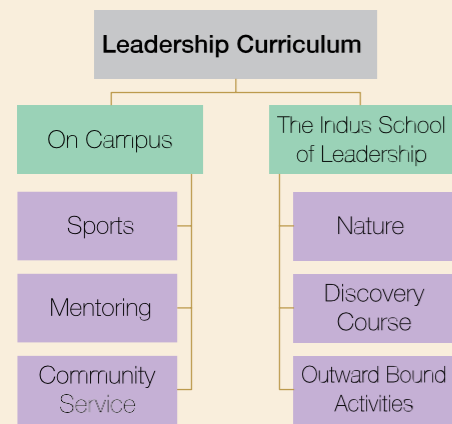 Leadership Curriculum
On Campus
The Indus School
of Leadership
Sports
Mentoring
Community
Service
Nature
Discovery
Course
Outward Bound
Activities